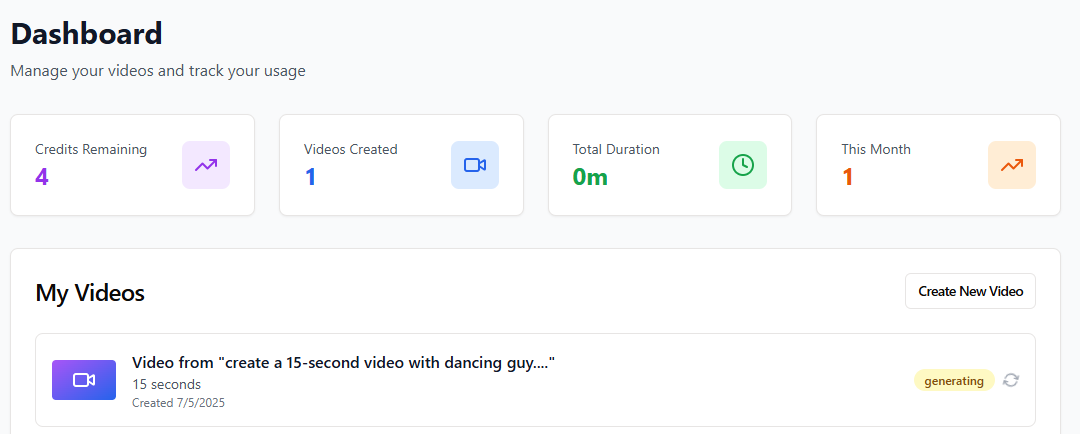 Dashboard
Manage your videos and track your usage
Credits Remaining
4
Videos Created
1
Total Duration
0m
This Month
1
My Videos
Create New Video
Video from "create a 15-second video with dancing guy...."
15 seconds
Created 7/5/2025
generating